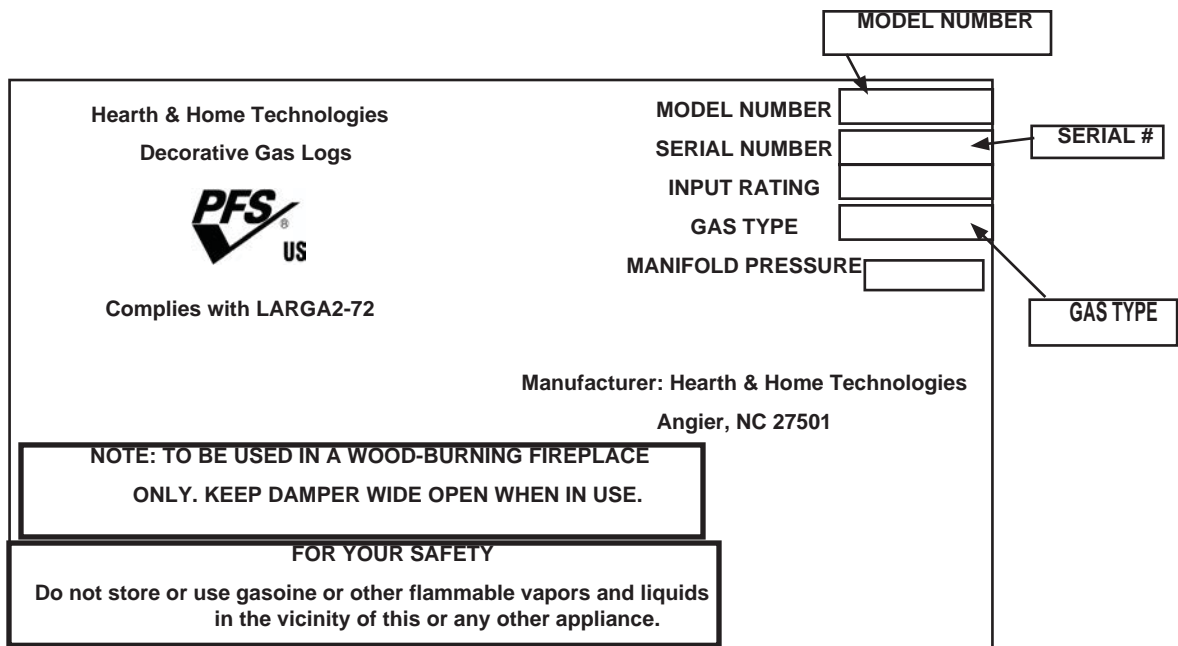 MODEL NUMBER
Hearth & Home Technologies
Decorative Gas Logs
PFS
®
US
Complies with LARGA2-72
MODEL NUMBER
SERIAL NUMBER
INPUT RATING
GAS TYPE
MANIFOLD PRESSURE
SERIAL #
GAS TYPE
Manufacturer: Hearth & Home Technologies
Angier, NC 27501
NOTE: TO BE USED IN A WOOD-BURNING FIREPLACE
ONLY. KEEP DAMPER WIDE OPEN WHEN IN USE.
FOR YOUR SAFETY
Do not store or use gasoine or other flammable vapors and liquids
in the vicinity of this or any other appliance.